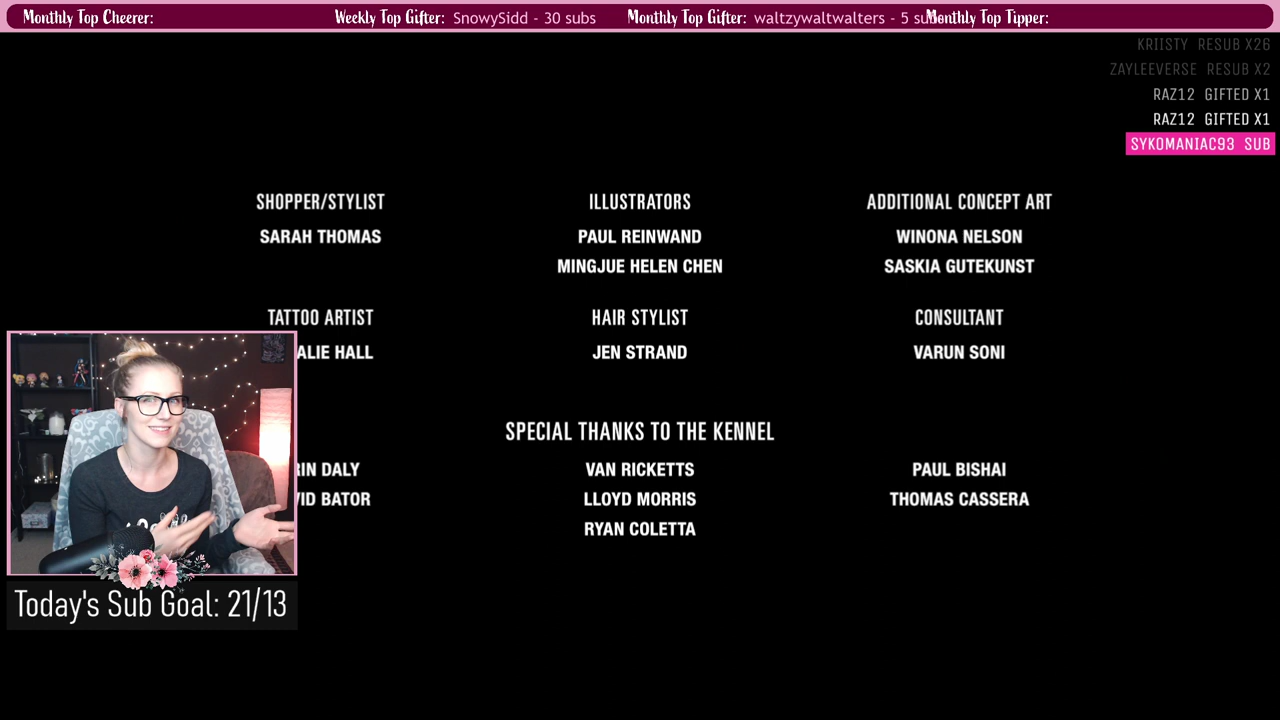 Monthly Top Cheerer: Weekly Top Gifter: SnowySidd - 30 subs Monthly Top Gifter: waltzywaltwalters - 5 Monthly Top Tipper:
KRIISTY RESUB X26
ZAYLEEVERSE RESUB X2
RAZ12 GIFTED X1
RAZ12 GIFTED X1
SYKOMANIAC93 SUB
SHOPPER/STYLIST ILLUSTRATORS ADDITIONAL CONCEPT ART
SARAH THOMAS PAUL REINWAND WINONA NELSON
MINGJUE HELEN CHEN SASKIA GUTEKUNST
TATTOO ARTIST HAIR STYLIST CONSULTANT
ALIE HALL JEN STRAND VARUN SONI
SPECIAL THANKS TO THE KENNEL
RIN DALY VAN RICKETTS PAUL BISHAI
VID BATOR LLOYD MORRIS THOMAS CASSERA
RYAN COLETTA
Today's Sub Goal: 21/13